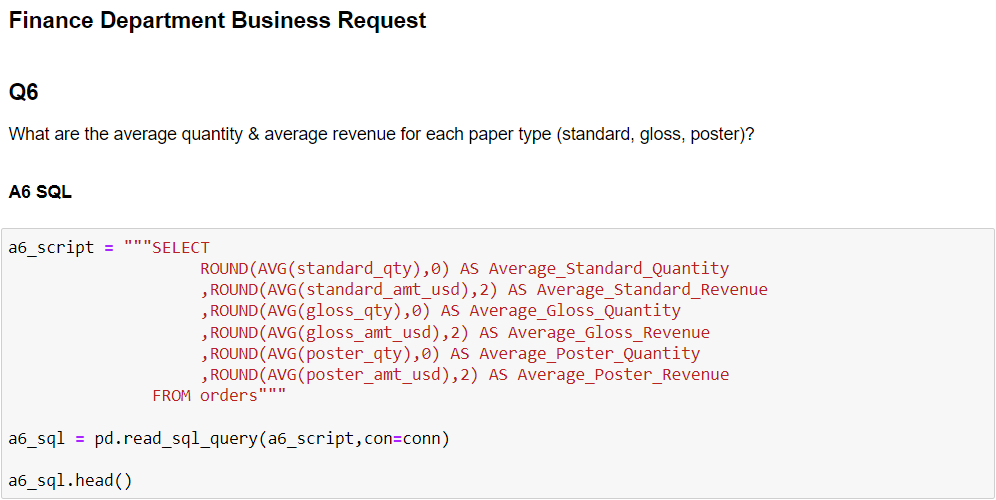 Finance Department Business Request
Q6
What are the average quantity & average revenue for each paper type (standard, gloss, poster)?
A6 SQL
a6_script = """SELECT
ROUND(AVG(standard_qty),0) AS Average_Standard_Quantity
,ROUND(AVG(standard_amt_usd),2) AS Average_Standard_Revenue
,ROUND(AVG(gloss_qty),0) AS Average_Gloss_Quantity
,ROUND(AVG(gloss_amt_usd),2) AS Average_Gloss_Revenue
,ROUND(AVG(poster_qty),0) AS Average_Poster_Quantity
,ROUND(AVG(poster_amt_usd),2) AS Average_Poster_Revenue
FROM orders"""
a6_sql = pd.read_sql_query(a6_script,con=conn)
a6_sql.head()